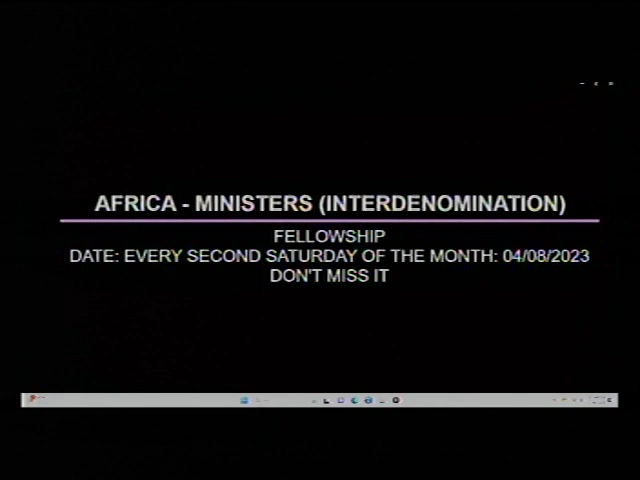 AFRICA - MINISTERS (INTERDENOMINATION)
FELLOWSHIP
DATE: EVERY SECOND SATURDAY OF THE MONTH: 04/08/2023
DON'T MISS IT